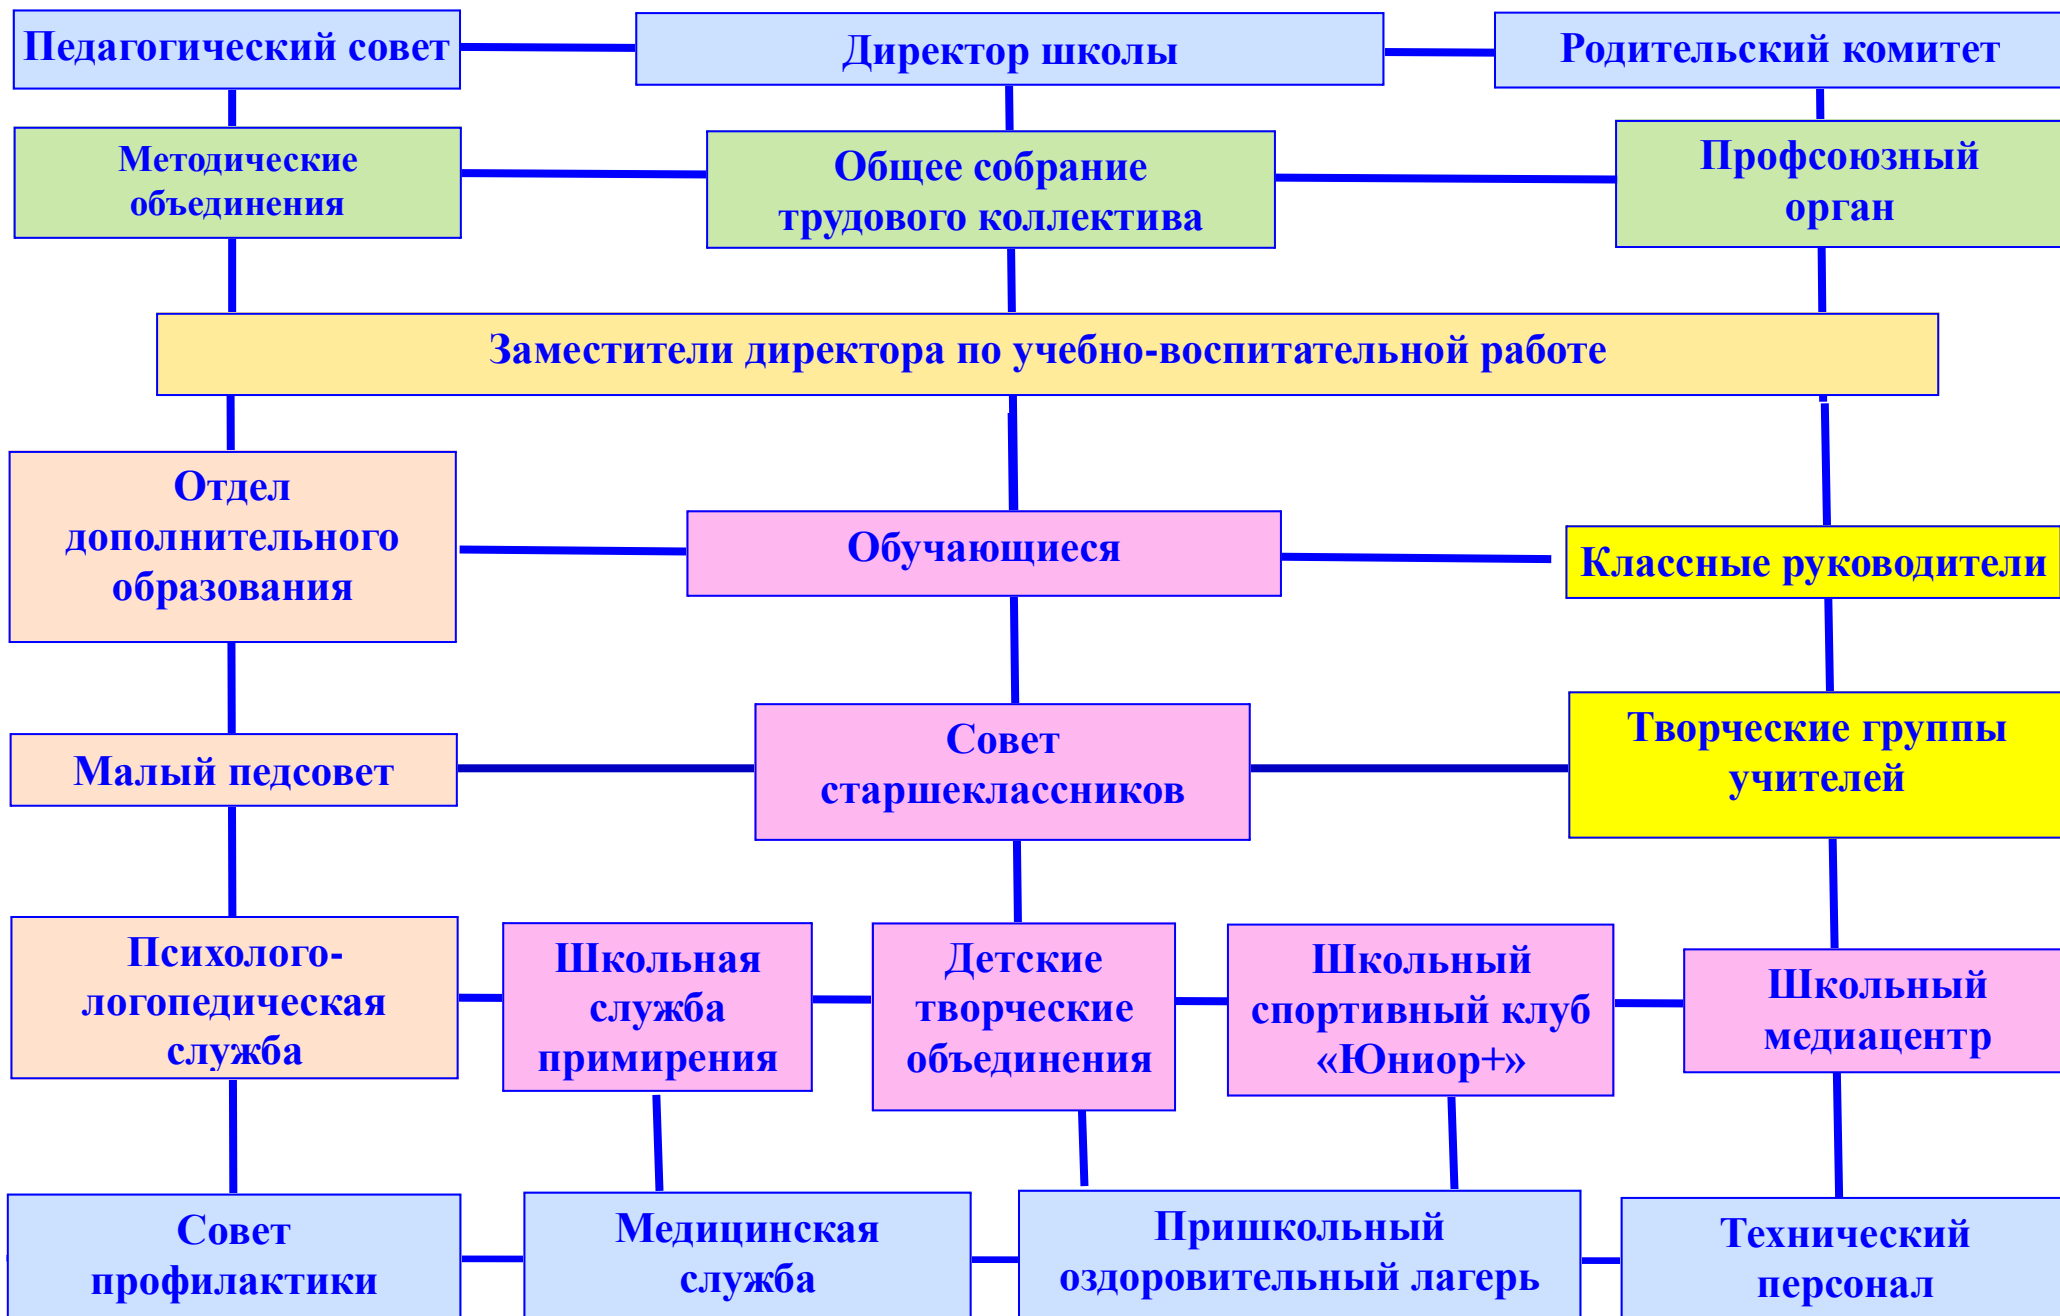 Педагогический совет
Директор школы
Родительский комитет
Методические
объединения
Общее собрание
трудового коллектива
Профсоюзный
орган
Заместители директора по учебно-воспитательной работе
Отдел
дополнительного
образования
Обучающиеся
Классные руководители
Малый педсовет
Совет
старшеклассников
Творческие группы
учителей
Психолого-
логопедическая
служба
Школьная
служба
примирения
Детские
творческие
объединения
Школьный
спортивный клуб
«Юниор+»
Школьный
медиацентр
Совет
профилактики
Медицинская
служба
Пришкольный
оздоровительный лагерь
Технический
персонал